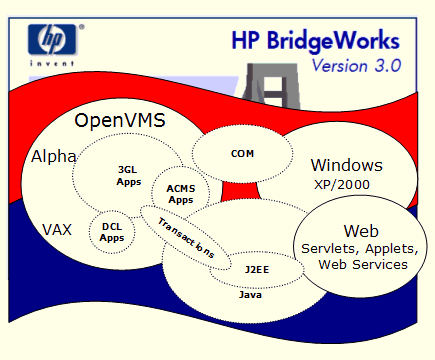 hp
invent
HP BridgeWorks
Version 3.0
OpenVMS
Alpha
VAX
3GL
Apps
ACMS
Apps
DCL
Apps
Transactions
COM
Windows
XP/2000
Web
Servlets, Applets,
Web Services
J2EE
Java